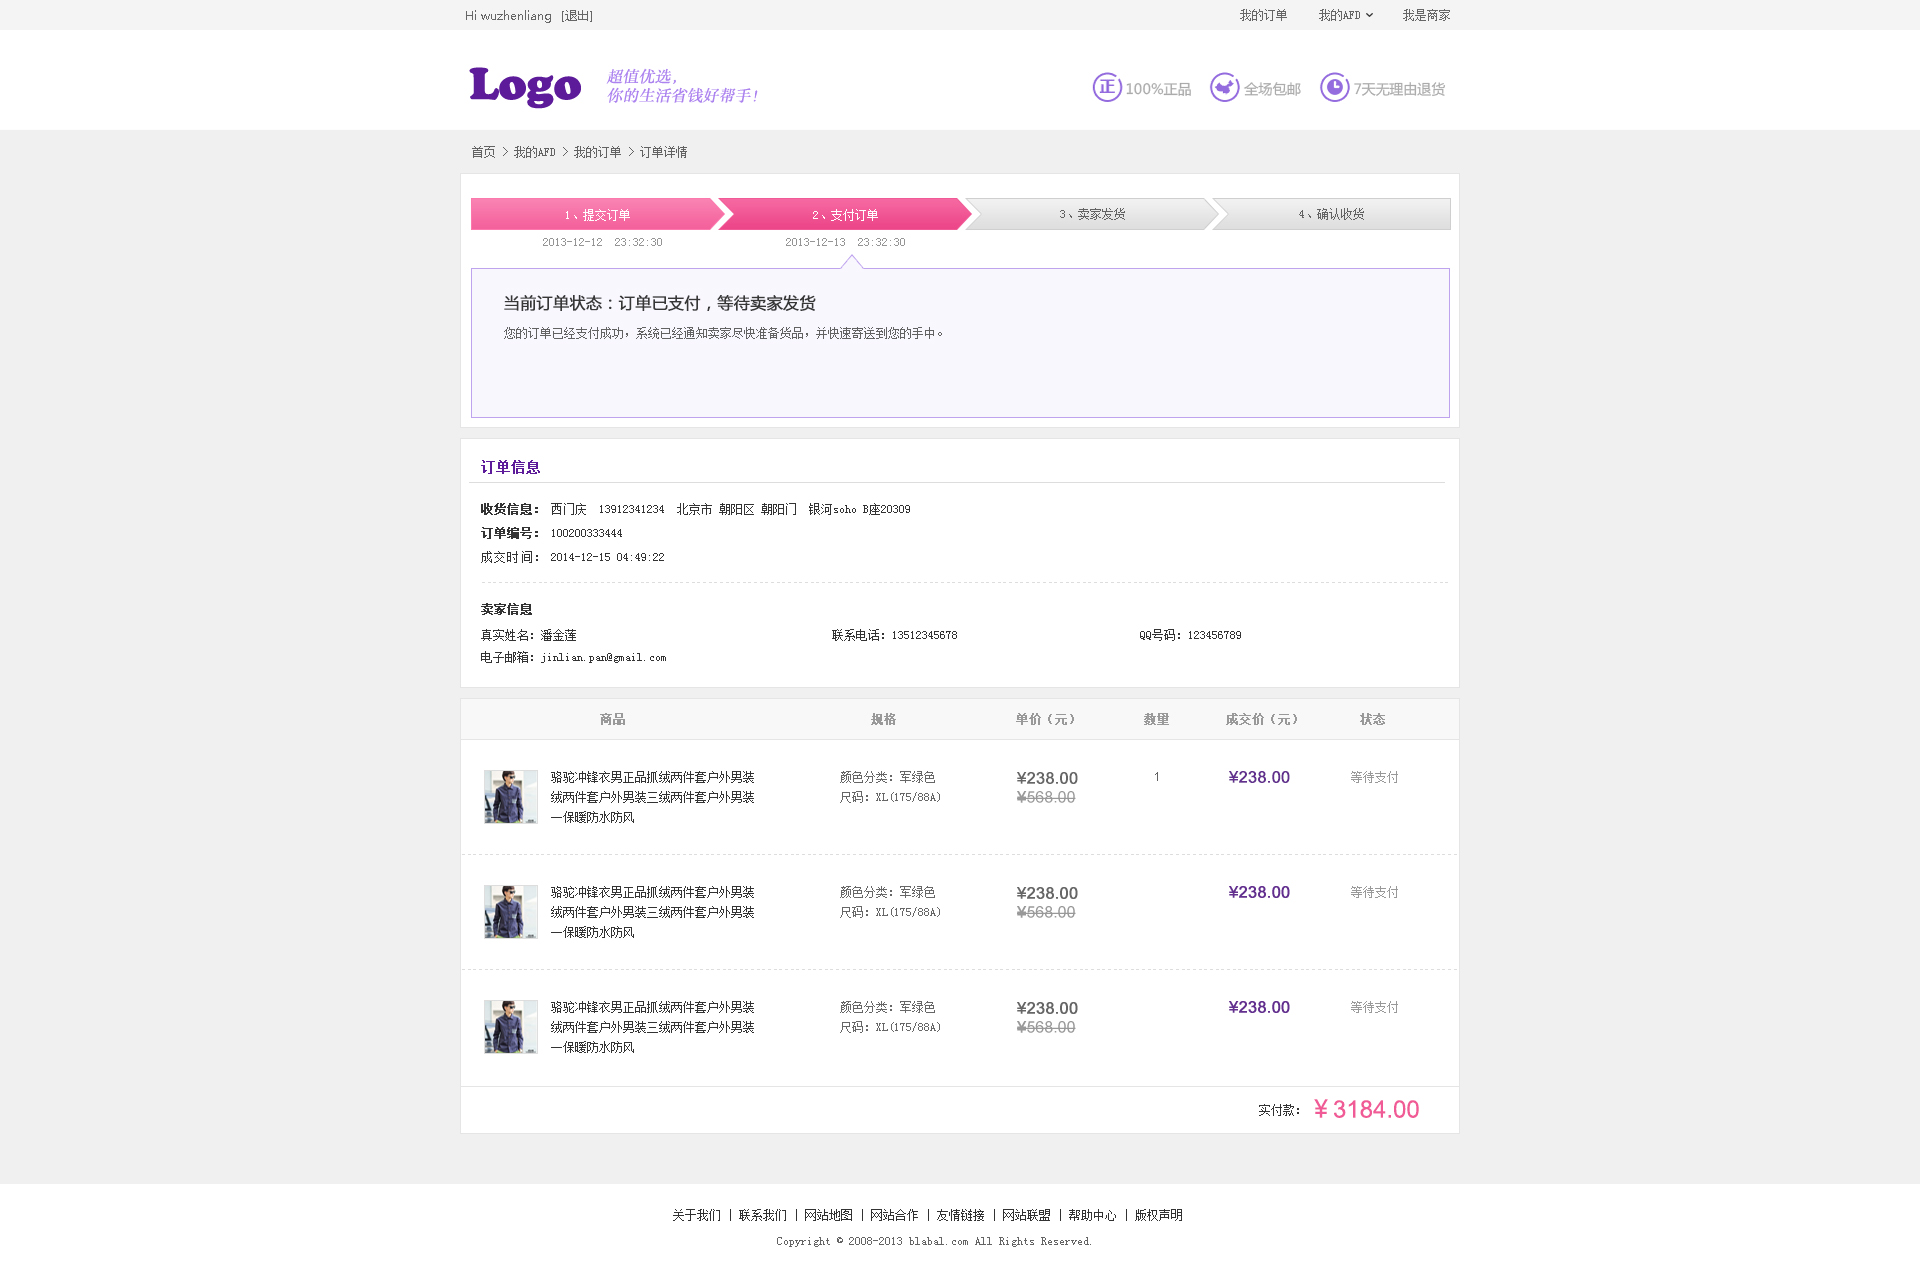 Hi wuzhenliang [退出]
我的订单 我的AFD 我是商家
Logo
超值优选，
你的生活省钱好帮手！
正 100%正品 全场包邮 7天无理由退货
首页 > 我的AFD > 我的订单 > 订单详情
1、提交订单 2、支付订单 3、卖家发货 4、确认收货
2013-12-12 23:32:30 2013-12-13 23:32:30
当前订单状态：订单已支付，等待卖家发货
您的订单已经支付成功，系统已经通知卖家尽快准备货品，并快速寄送到您的手中。
订单信息
收货信息： 西门庆 13912341234 北京市 朝阳区 朝阳门 银河soho B座20309
订单编号： 100200333444
成交时间： 2014-12-15 04:49:22
卖家信息
真实姓名：潘金莲 联系电话：13512345678 QQ号码：123456789
电子邮箱：jinlian.pan@gmail.com
商品 规格 单价（元） 数量 成交价（元） 状态
骆驼冲锋衣男正品抓绒两件套户外男装 颜色分类：军绿色 ¥238.00 1 ¥238.00 等待支付
绒两件套户外男装三绒两件套户外男装 尺码：XL(175/88A) ¥568.00
一保暖防水防风
骆驼冲锋衣男正品抓绒两件套户外男装 颜色分类：军绿色 ¥238.00 ¥238.00 等待支付
绒两件套户外男装三绒两件套户外男装 尺码：XL(175/88A) ¥568.00
一保暖防水防风
骆驼冲锋衣男正品抓绒两件套户外男装 颜色分类：军绿色 ¥238.00 ¥238.00 等待支付
绒两件套户外男装三绒两件套户外男装 尺码：XL(175/88A) ¥568.00
一保暖防水防风
实付款： ¥ 3184.00
关于我们 | 联系我们 | 网站地图 | 网站合作 | 友情链接 | 网站联盟 | 帮助中心 | 版权声明
Copyright © 2008-2013 blabal.com All Rights Reserved.